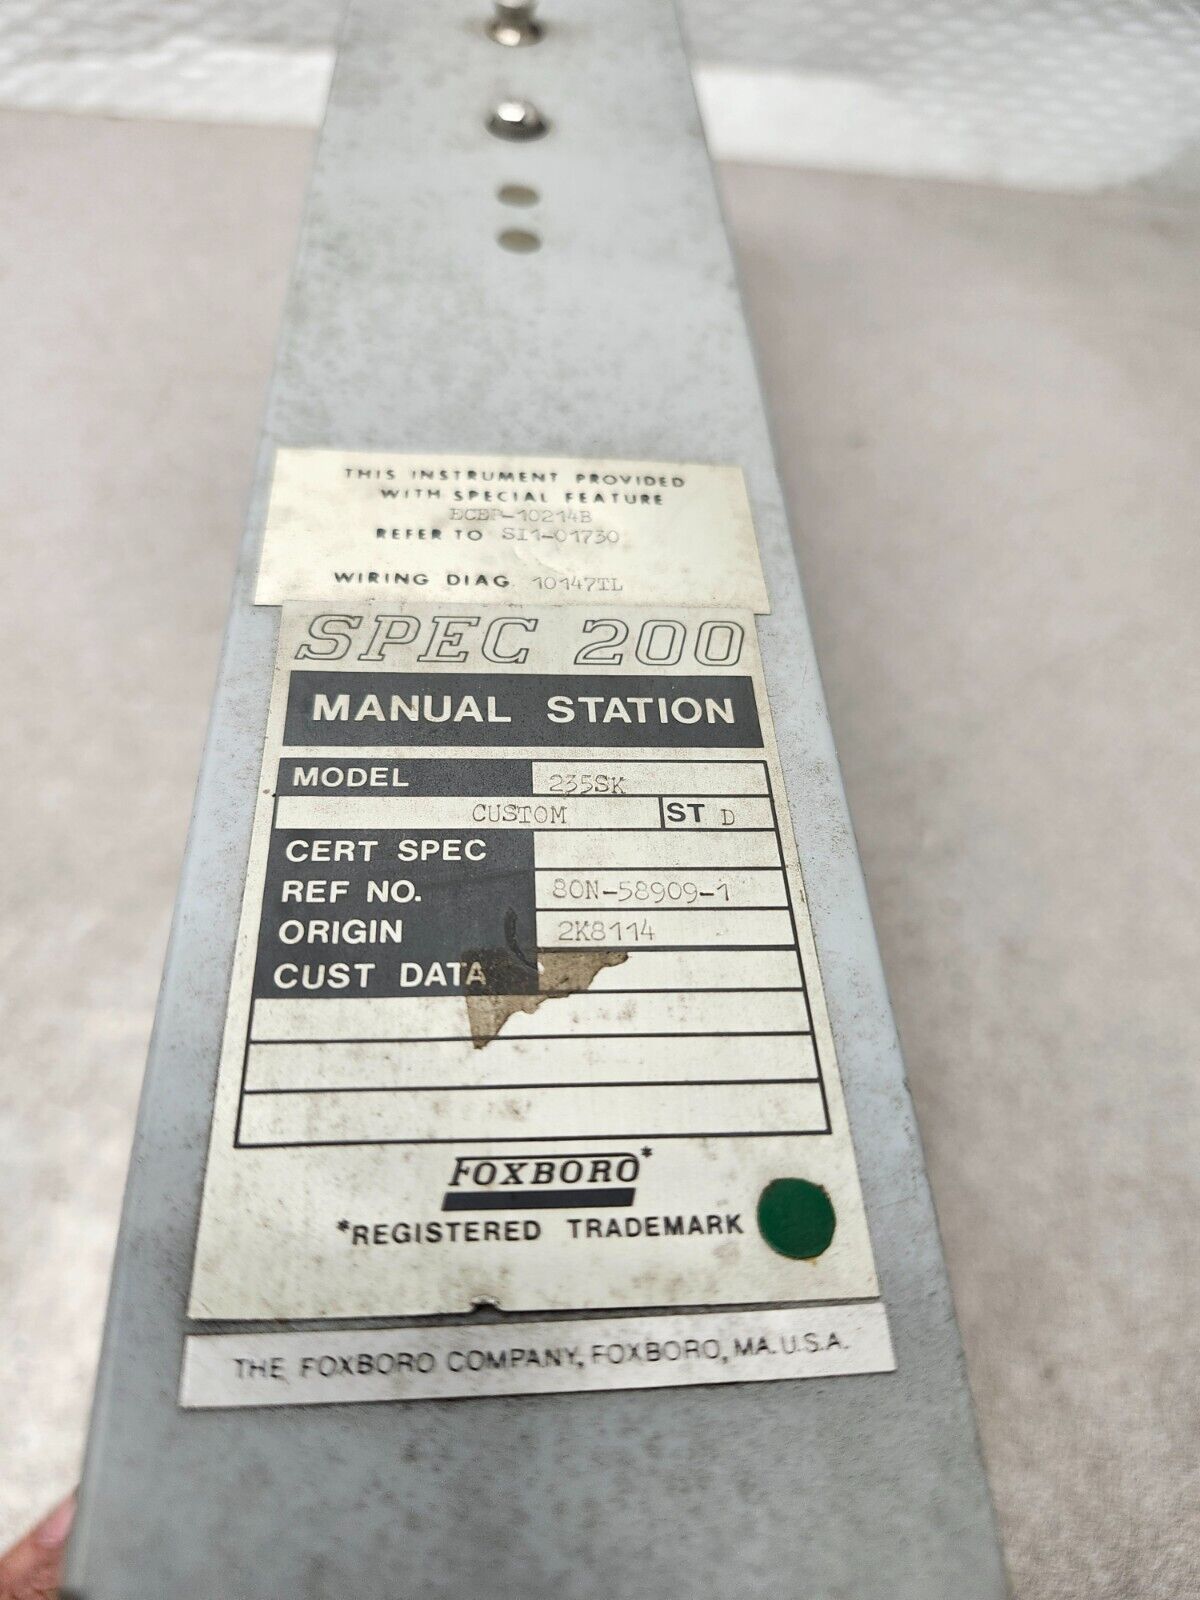 THIS INSTRUMENT PROVIDED
WITH SPECIAL FEATURE
ECEP-10214B
REFER TO SI1-01730
WIRING DIAG. 10147TL
SPEC 200
MANUAL STATION
MODEL 235SK
CUSTOM ST D
CERT SPEC
REF NO. 80N-58909-1
ORIGIN 2K8114
CUST DATA
FOXBORO*
*REGISTERED TRADEMARK
THE FOXBORO COMPANY, FOXBORO, MA. U.S.A.